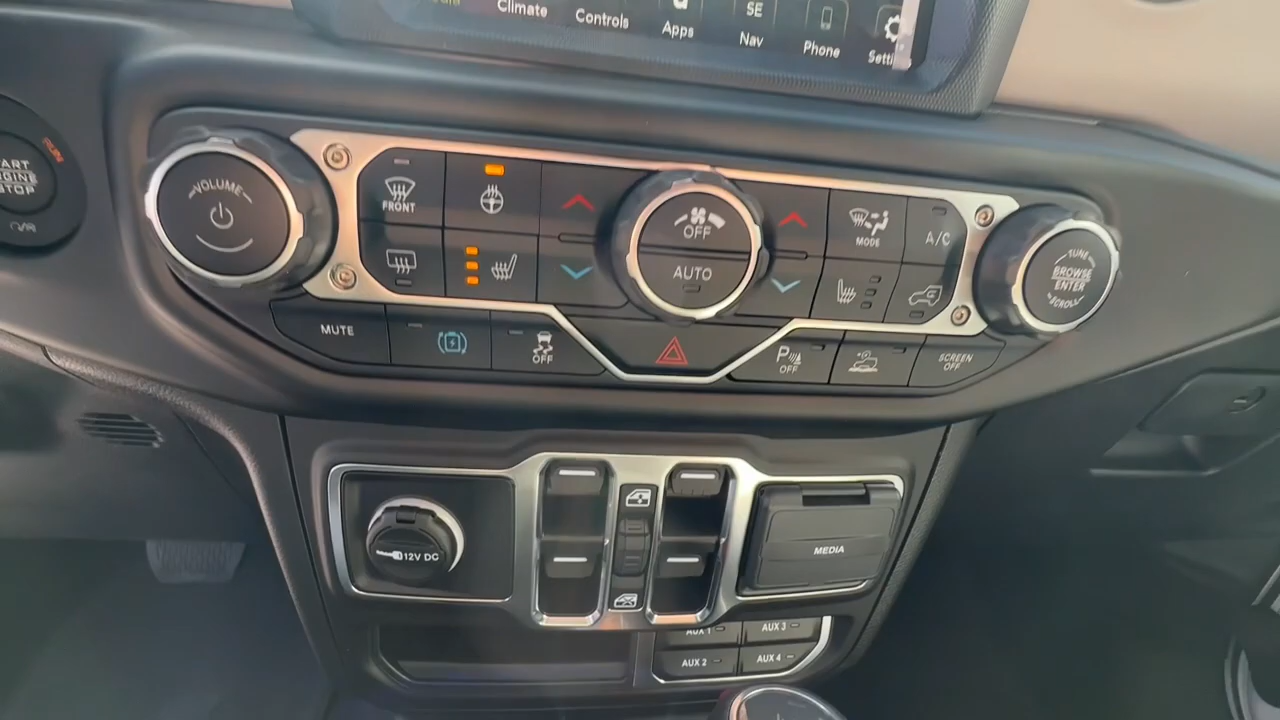 Climate
Controls
Apps
SE
Nav
Phone
RUN
VOLUME
FRONT
OFF
AUTO
MODE
A/C
TUNE
BROWSE
ENTER
SCROLL
MUTE
OFF
P
OFF
SCREEN
OFF
12V DC
MEDIA
AUX 1
AUX 3
AUX 2
AUX 4